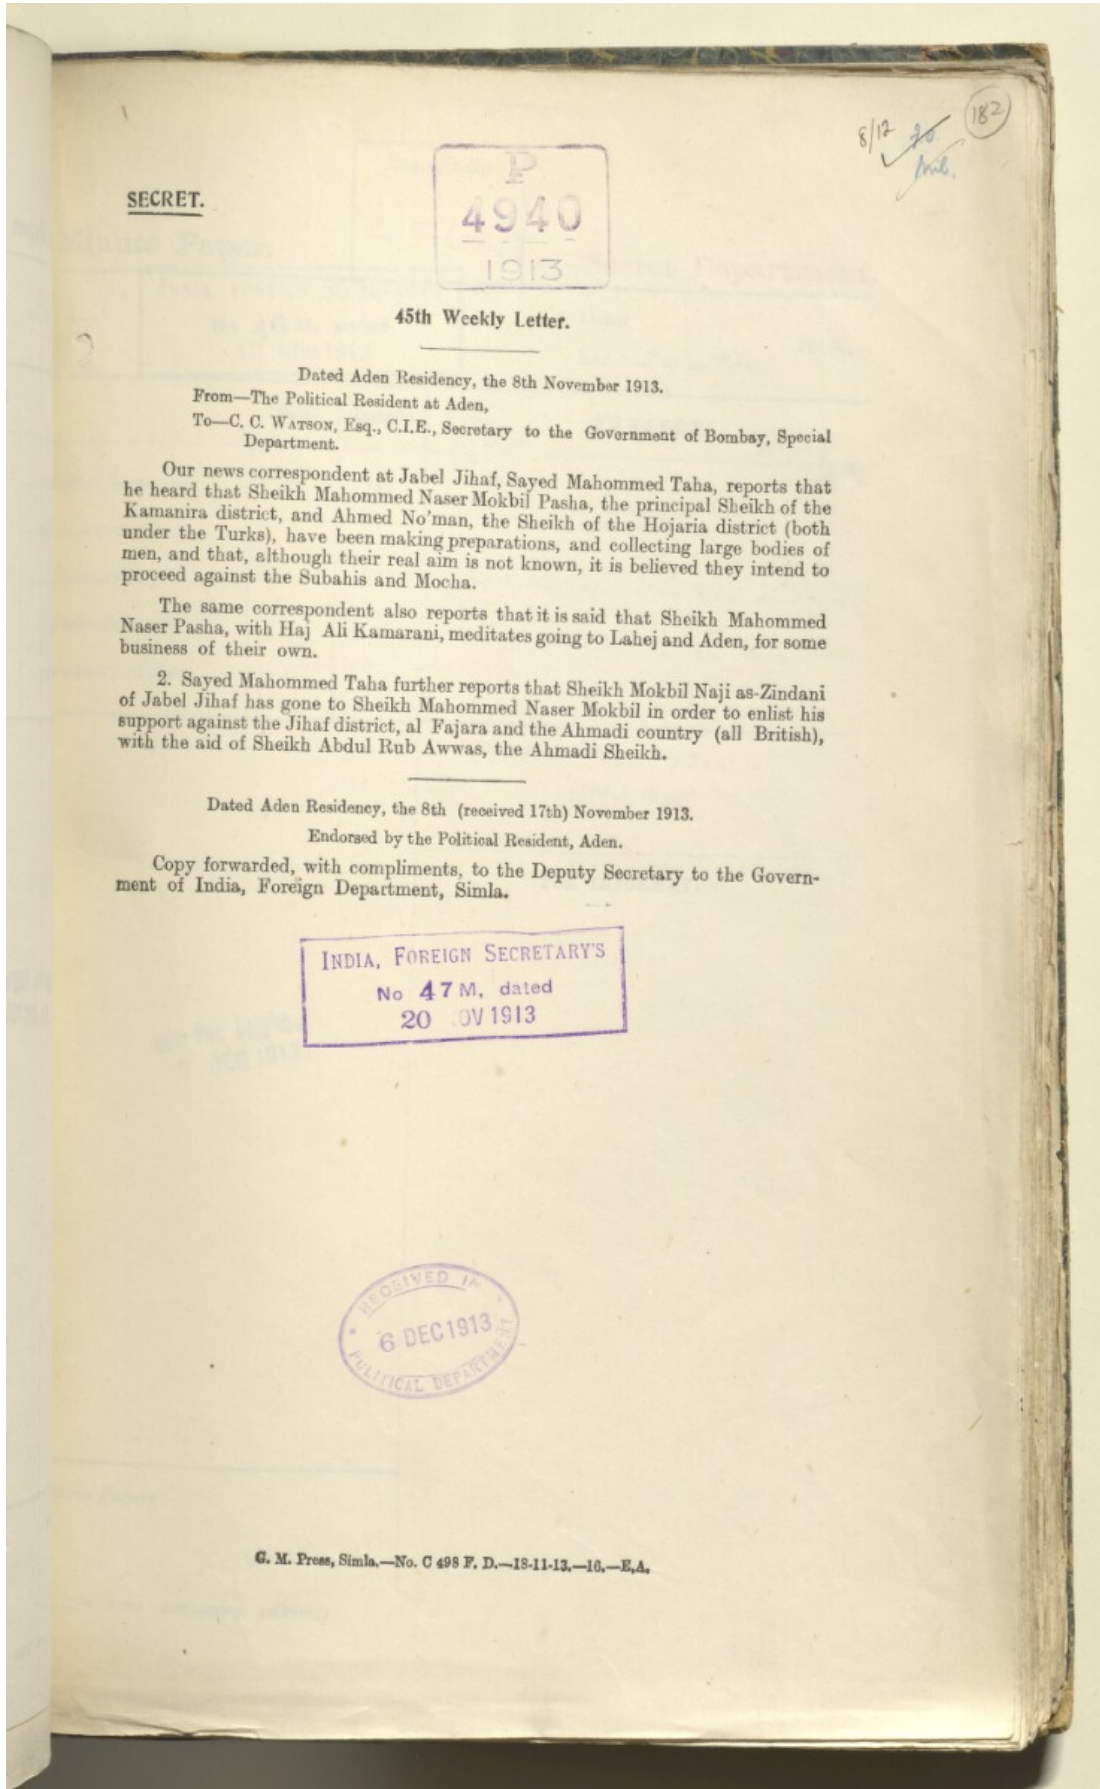 182
8/12
SECRET.
P
4940
1913
45th Weekly Letter.
Dated Aden Residency, the 8th November 1913.
From—The Political Resident at Aden,
To—C. C. WATSON, Esq., C.I.E., Secretary to the Government of Bombay, Special
Department.
Our news correspondent at Jabel Jihaf, Sayed Mahommed Taha, reports that
he heard that Sheikh Mahommed Naser Mokbil Pasha, the principal Sheikh of the
Kamanira district, and Ahmed No'man, the Sheikh of the Hojaria district (both
under the Turks), have been making preparations, and collecting large bodies of
men, and that, although their real aim is not known, it is believed they intend to
proceed against the Subahis and Mocha.
The same correspondent also reports that it is said that Sheikh Mahommed
Naser Pasha, with Haj Ali Kamarani, meditates going to Lahej and Aden, for some
business of their own.
2. Sayed Mahommed Taha further reports that Sheikh Mokbil Naji as-Zindani
of Jabel Jihaf has gone to Sheikh Mahommed Naser Mokbil in order to enlist his
support against the Jihaf district, al Fajara and the Ahmadi country (all British),
with the aid of Sheikh Abdul Rub Awwas, the Ahmadi Sheikh.
Dated Aden Residency, the 8th (received 17th) November 1913.
Endorsed by the Political Resident, Aden.
Copy forwarded, with compliments, to the Deputy Secretary to the Govern-
ment of India, Foreign Department, Simla.
INDIA, FOREIGN SECRETARY'S
No 47 M, dated
20 OV 1913
RECEIVED IN
6 DEC 1913
POLITICAL DEPARTMENT
G. M. Press, Simla.—No. C 498 F. D.—18-11-13.—16.—E.A.